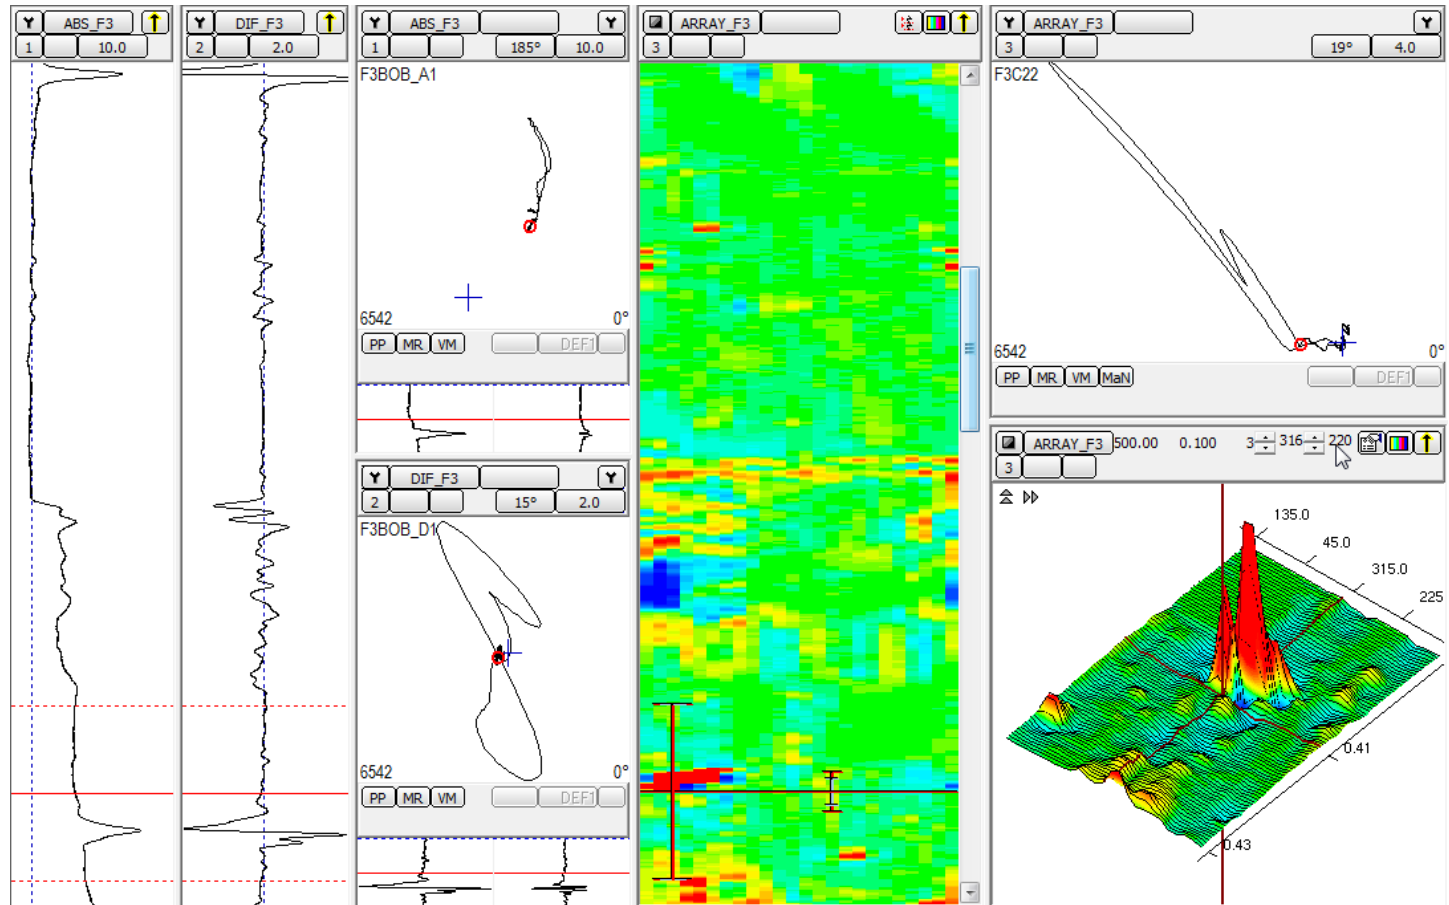 Y ABS_F3
1 10.0
Y DIF_F3
2 2.0
Y ABS_F3 Y
1 185° 10.0
F3BOB_A1
6542 0°
PP MR VM DEF1
Y DIF_F3 Y
2 15° 2.0
F3BOB_D1
6542 0°
PP MR VM DEF1
ARRAY_F3
3
Y ARRAY_F3 Y
3 19° 4.0
F3C22
6542 0°
PP MR VM MaN DEF1
ARRAY_F3 500.00 0.100 3 316 220
3
135.0
45.0
315.0
225
0.41
0.43